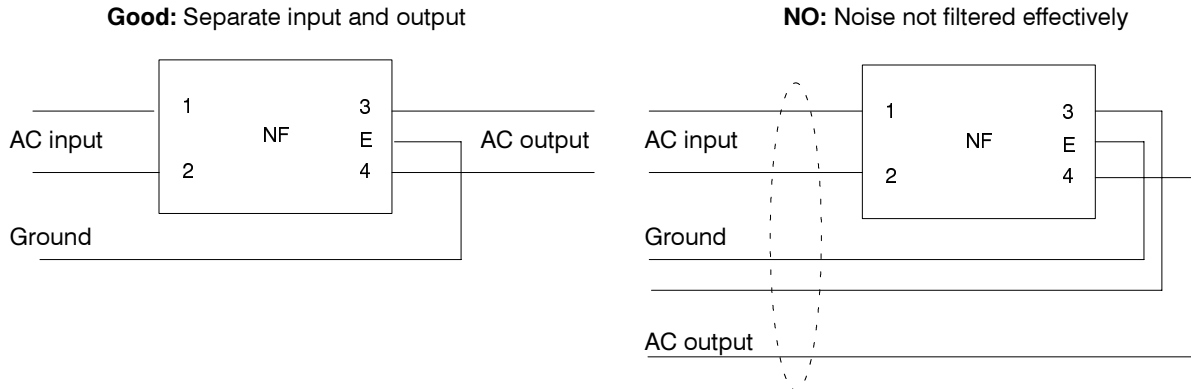 Good: Separate input and output
1
3
AC input
NF
E
AC output
2
4
Ground
NO: Noise not filtered effectively
1
3
AC input
NF
E
2
4
Ground
AC output